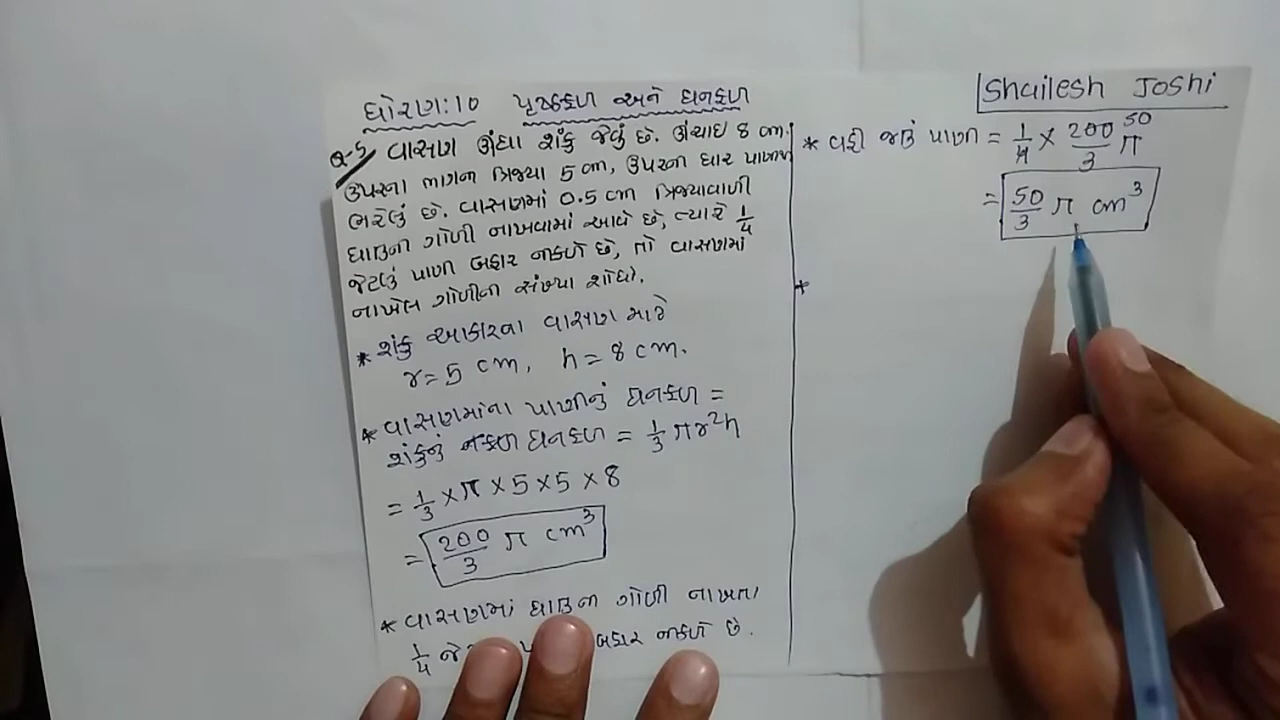 ધોરણ:10 પૃષ્ઠફળ અને ઘનફળ
Shailesh Joshi
Q-5 વાસણ ઊંધા શંકુ જેવું છે. ઊંચાઈ 8 cm.
ઉપરના ભાગના ત્રિજ્યા 5 cm, ઉપરના ધાર પાણીથી
ભરેલું છે. વાસણમાં 0.5 cm ત્રિજ્યાવાળી
ધાતુની ગોળી નાખવામાં આવે છે, ત્યારે 1/4
જેટલું પાણી બહાર નીકળે છે, તો વાસણમાં
નાખેલ ગોળીની સંખ્યા શોધો.
* શંકુ આકારના વાસણ માટે
r = 5 cm, h = 8 cm.
* વાસણમાંના પાણીનું ઘનફળ =
શંકુનું ઘનફળ = 1/3 πr²h
= 1/3 × π × 5 × 5 × 8
= 200/3 π cm³
* વાસણમાં ધાતુના ગોળી નાખતા
1/4 બહાર નીકળે છે.
* વહી જતું પાણી = 1/4 × 200/3 π 50
= 50/3 π cm³
*